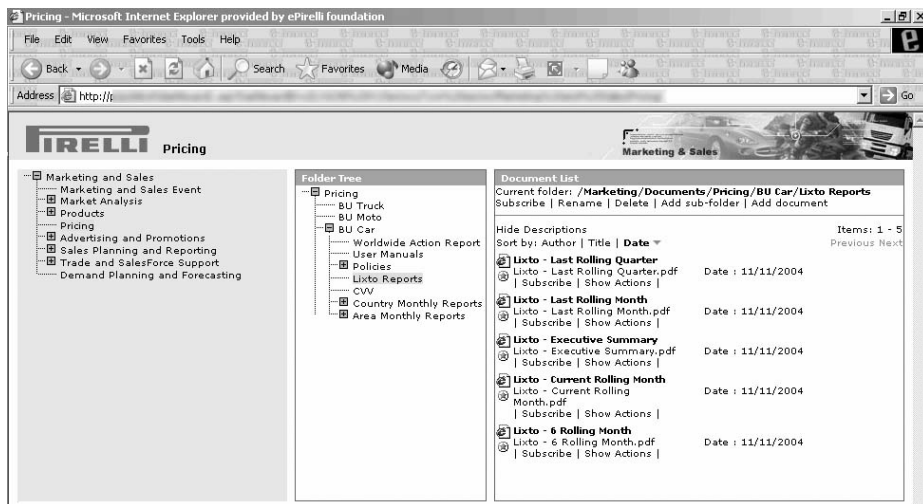 Pricing - Microsoft Internet Explorer provided by ePirelli foundation
File Edit View Favorites Tools Help
Back Search Favorites Media
Address http://p Go
PIRELLI Pricing
Marketing & Sales
Marketing and Sales
Marketing and Sales Event
Market Analysis
Products
Pricing
Advertising and Promotions
Sales Planning and Reporting
Trade and SalesForce Support
Demand Planning and Forecasting
Folder Tree
Pricing
BU Truck
BU Moto
BU Car
Worldwide Action Report
User Manuals
Policies
Lixto Reports
CVV
Country Monthly Reports
Area Monthly Reports
Document List
Current folder: /Marketing/Documents/Pricing/BU Car/Lixto Reports
Subscribe | Rename | Delete | Add sub-folder | Add document
Hide Descriptions Items: 1 - 5
Sort by: Author | Title | Date Previous Next
Lixto - Last Rolling Quarter
Lixto - Last Rolling Quarter.pdf Date : 11/11/2004
| Subscribe | Show Actions |
Lixto - Last Rolling Month
Lixto - Last Rolling Month.pdf Date : 11/11/2004
| Subscribe | Show Actions |
Lixto - Executive Summary
Lixto - Executive Summary.pdf Date : 11/11/2004
| Subscribe | Show Actions |
Lixto - Current Rolling Month
Lixto - Current Rolling Date : 11/11/2004
Month.pdf
| Subscribe | Show Actions |
Lixto - 6 Rolling Month
Lixto - 6 Rolling Month.pdf Date : 11/11/2004
| Subscribe | Show Actions |